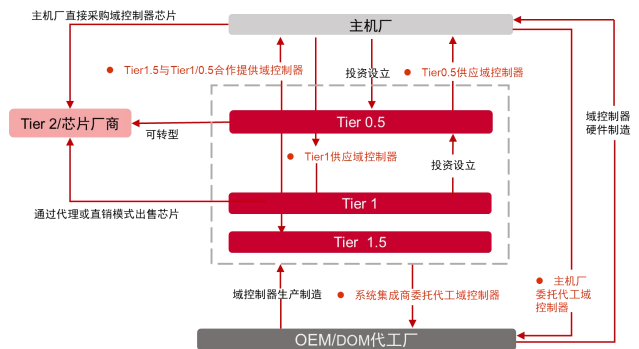 主机厂直接采购域控制器芯片
主机厂
Tier1.5与Tier1/0.5合作提供域控制器
投资设立
Tier0.5供应域控制器
Tier 2/芯片厂商
可转型
Tier 0.5
域控制器
硬件制造
Tier1供应域控制器
投资设立
Tier 1
通过代理或直销模式出售芯片
Tier 1.5
域控制器生产制造
系统集成商委托代工域控制器
主机厂
委托代工域
控制器
OEM/DOM代工厂